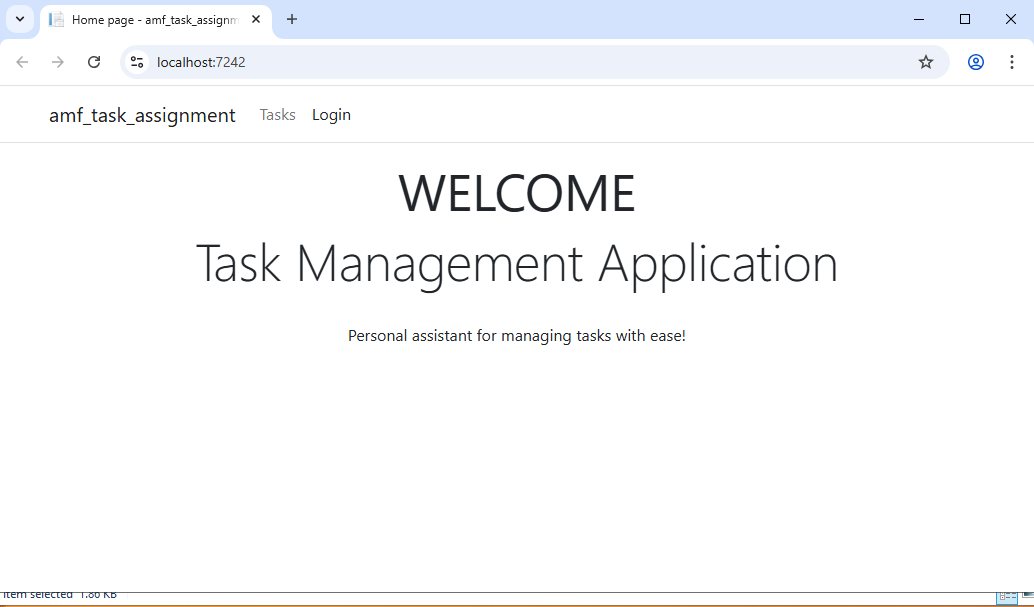 Home page - amf_task_assignm
localhost:7242
amf_task_assignment Tasks Login
WELCOME
Task Management Application
Personal assistant for managing tasks with ease!
item selected 1.86 KB